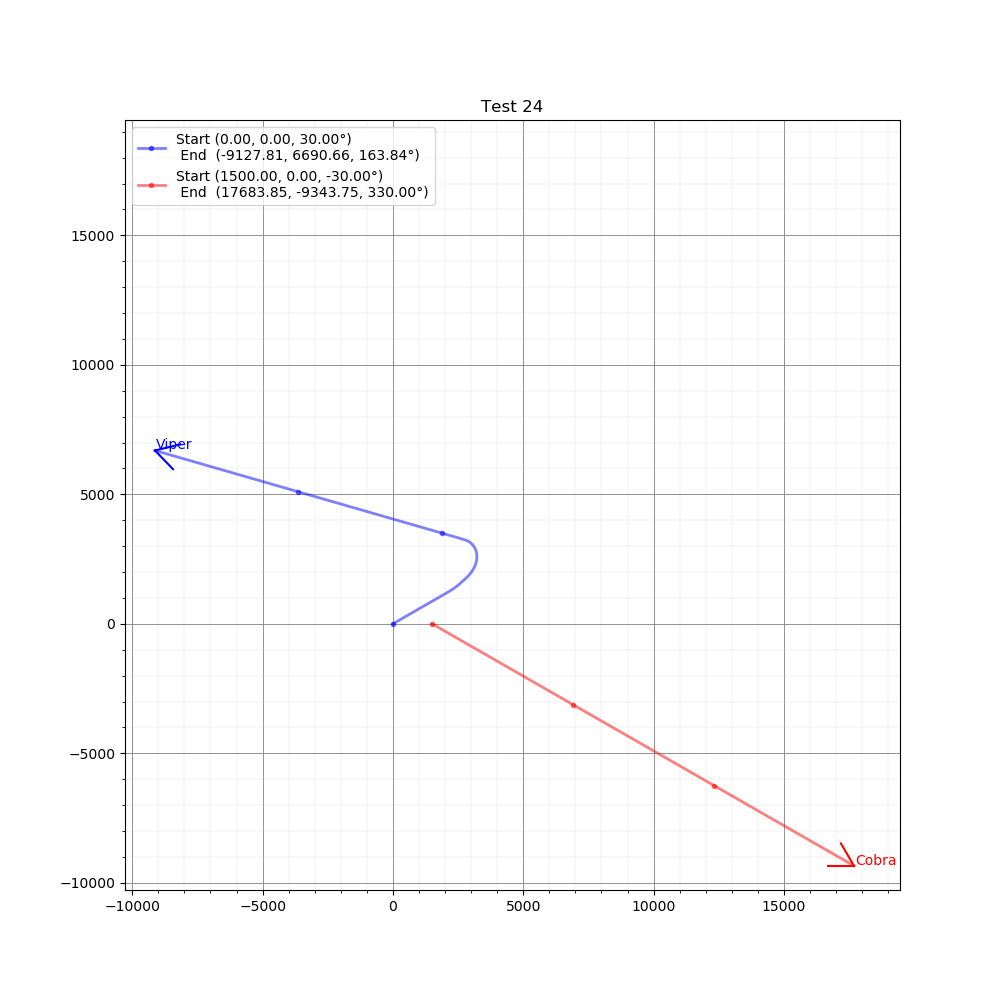 Test 24
Start (0.00, 0.00, 30.00°)
End (-9127.81, 6690.66, 163.84°)
Start (1500.00, 0.00, -30.00°)
End (17683.85, -9343.75, 330.00°)
15000
10000
5000
0
−5000
−10000
Viper
Cobra
−10000 −5000 0 5000 10000 15000